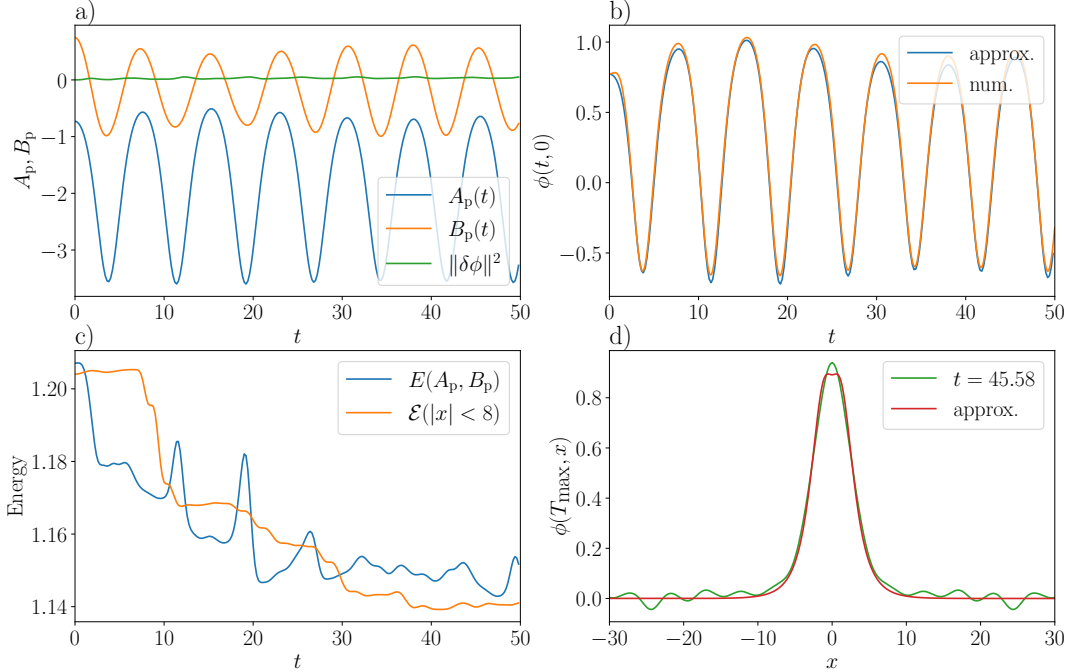 a)
A_p, B_p
0
−1
−2
−3
A_p(t)
B_p(t)
‖δϕ‖²
0 10 20 30 40 50
t
b)
ϕ(t, 0)
1.0
0.5
0.0
−0.5
approx.
num.
0 10 20 30 40 50
t
c)
Energy
1.20
1.18
1.16
1.14
E(A_p, B_p)
ℰ(|x| < 8)
0 10 20 30 40 50
t
d)
ϕ(T_max, x)
0.8
0.6
0.4
0.2
0.0
t = 45.58
approx.
−30 −20 −10 0 10 20 30
x